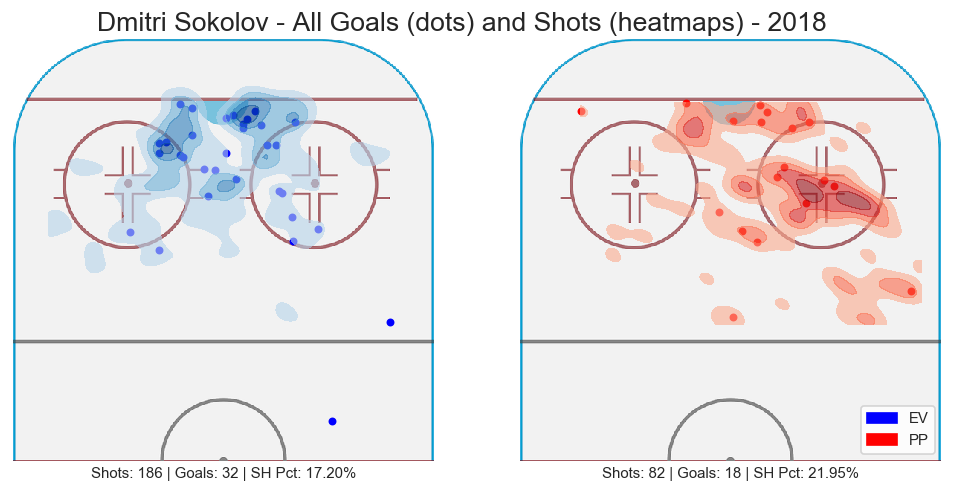 Dmitri Sokolov - All Goals (dots) and Shots (heatmaps) - 2018
EV
PP
Shots: 186 | Goals: 32 | SH Pct: 17.20%
Shots: 82 | Goals: 18 | SH Pct: 21.95%